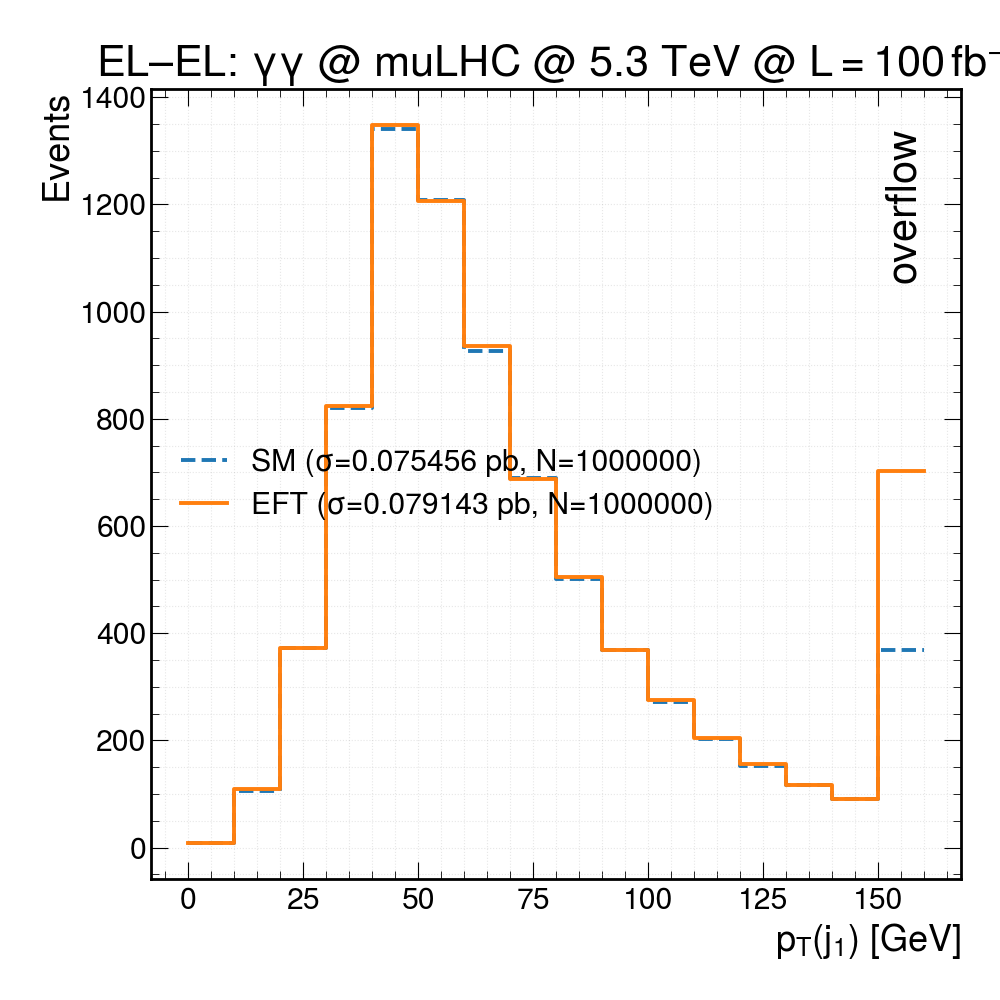 EL–EL: γγ @ muLHC @ 5.3 TeV @ L = 100 fb⁻
Events
1400
1200
1000
800
600
400
200
0
overflow
SM (σ=0.075456 pb, N=1000000)
EFT (σ=0.079143 pb, N=1000000)
0 25 50 75 100 125 150
pT(j1) [GeV]